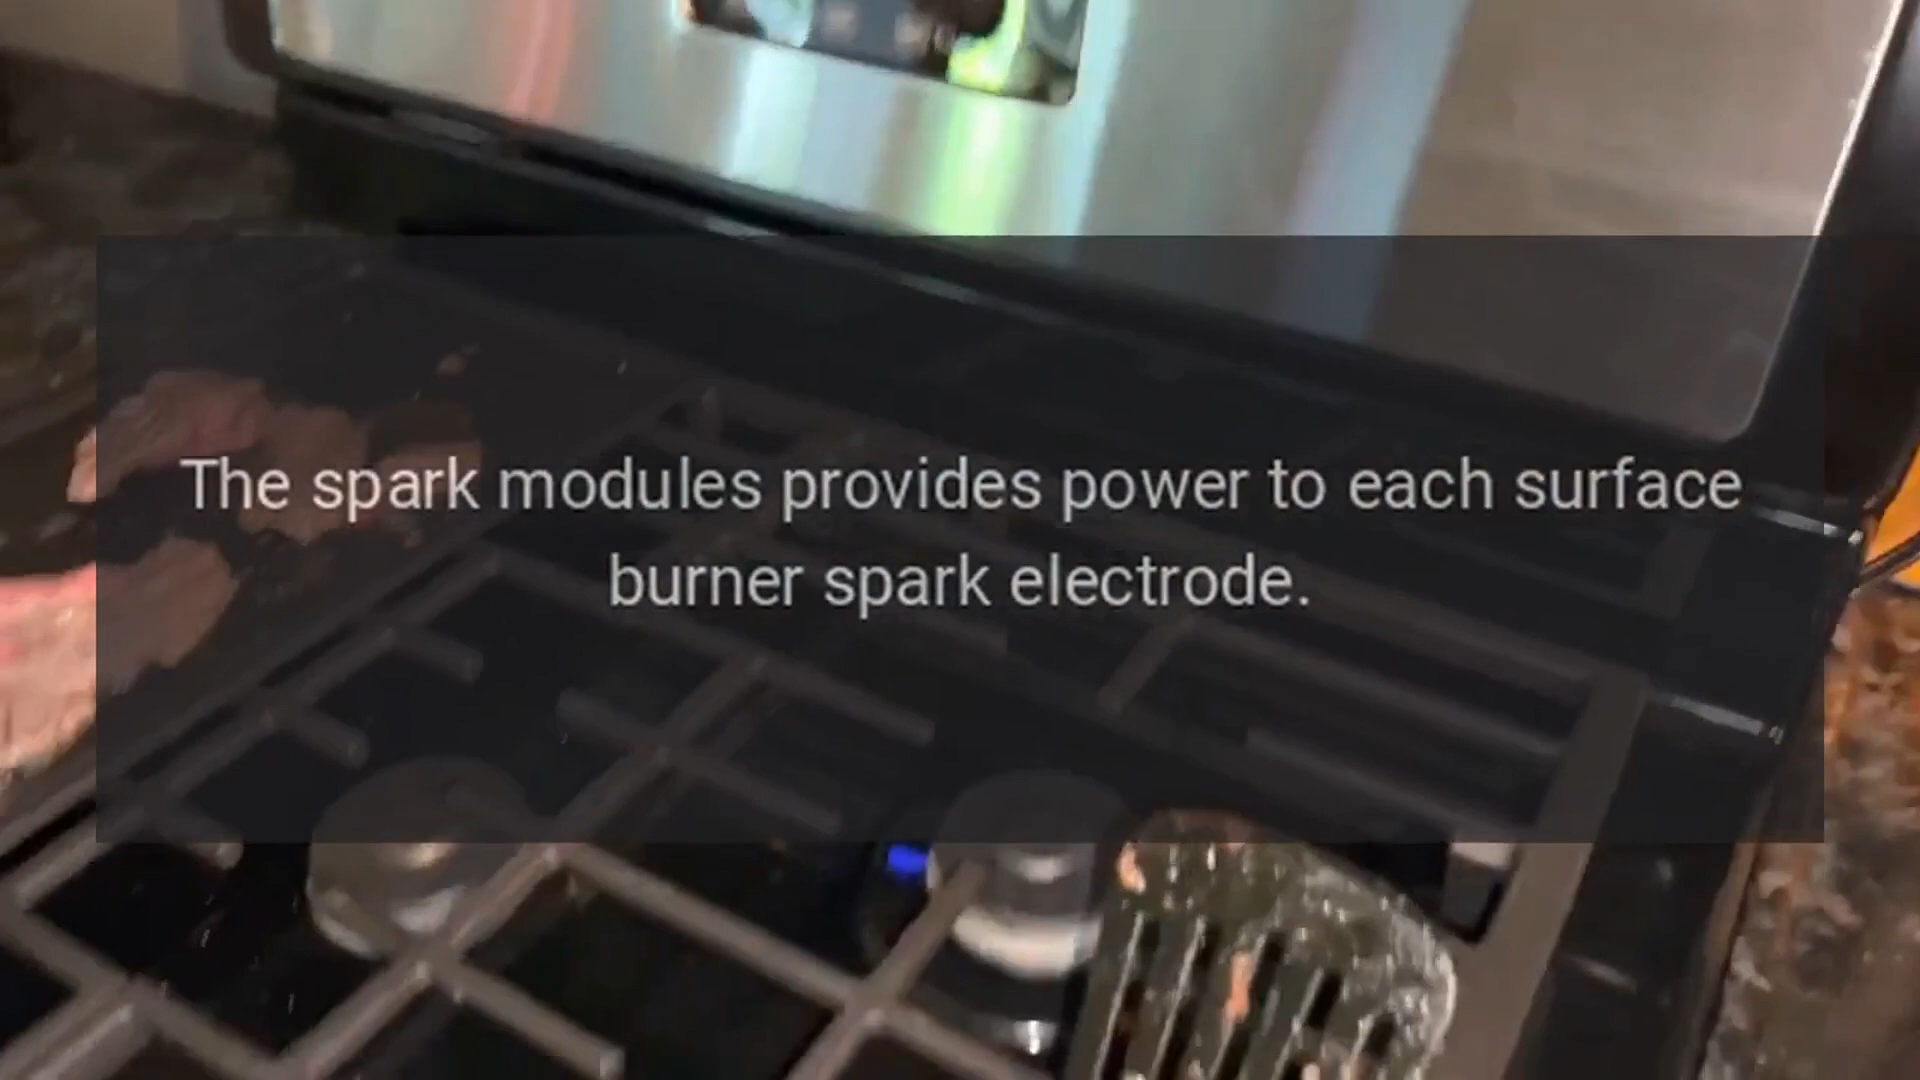 The spark modules provides power to each surface
burner spark electrode.